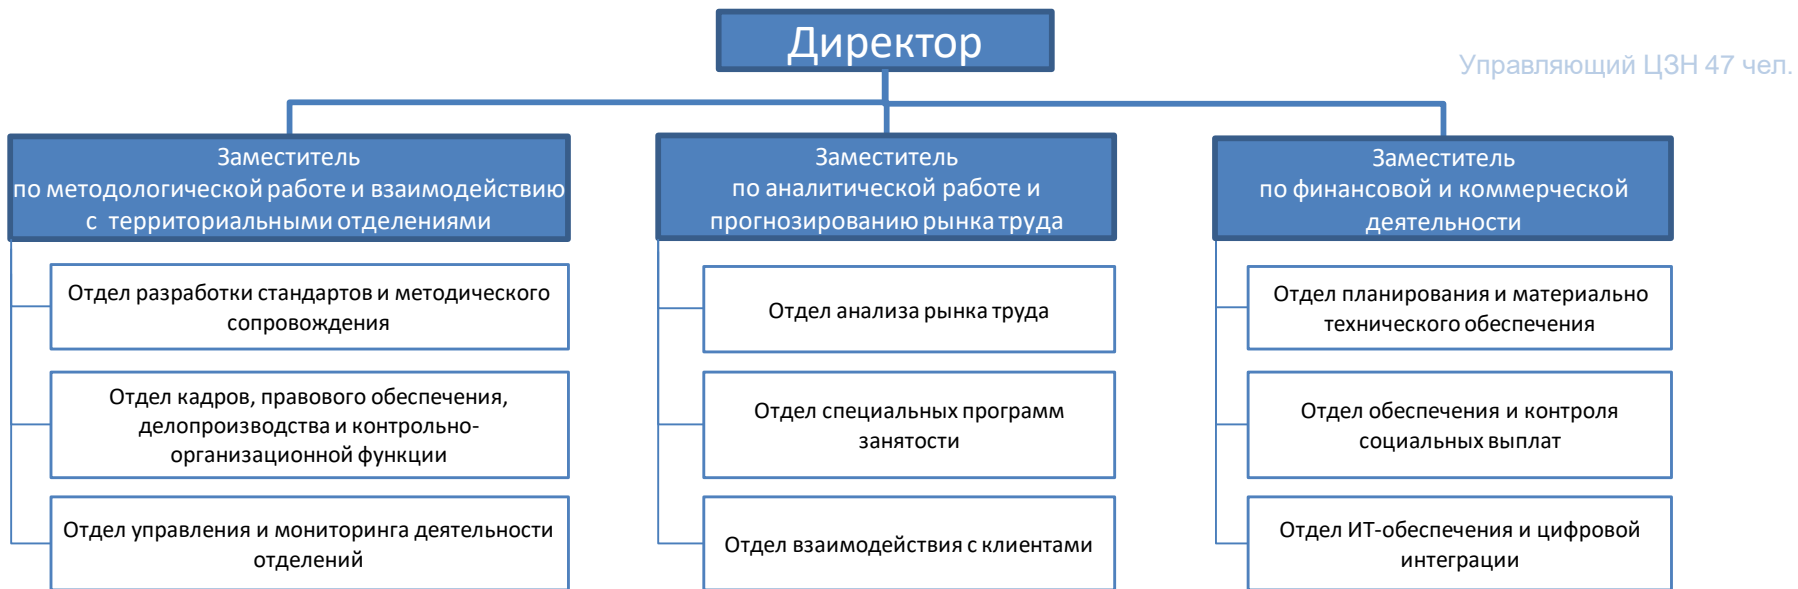 Директор
Управляющий ЦЗН 47 чел.
Заместитель
по методологической работе и взаимодействию
с территориальными отделениями
Отдел разработки стандартов и методического
сопровождения
Отдел кадров, правового обеспечения,
делопроизводства и контрольно-
организационной функции
Отдел управления и мониторинга деятельности
отделений
Заместитель
по аналитической работе и
прогнозированию рынка труда
Отдел анализа рынка труда
Отдел специальных программ
занятости
Отдел взаимодействия с клиентами
Заместитель
по финансовой и коммерческой
деятельности
Отдел планирования и материально
технического обеспечения
Отдел обеспечения и контроля
социальных выплат
Отдел ИТ-обеспечения и цифровой
интеграции